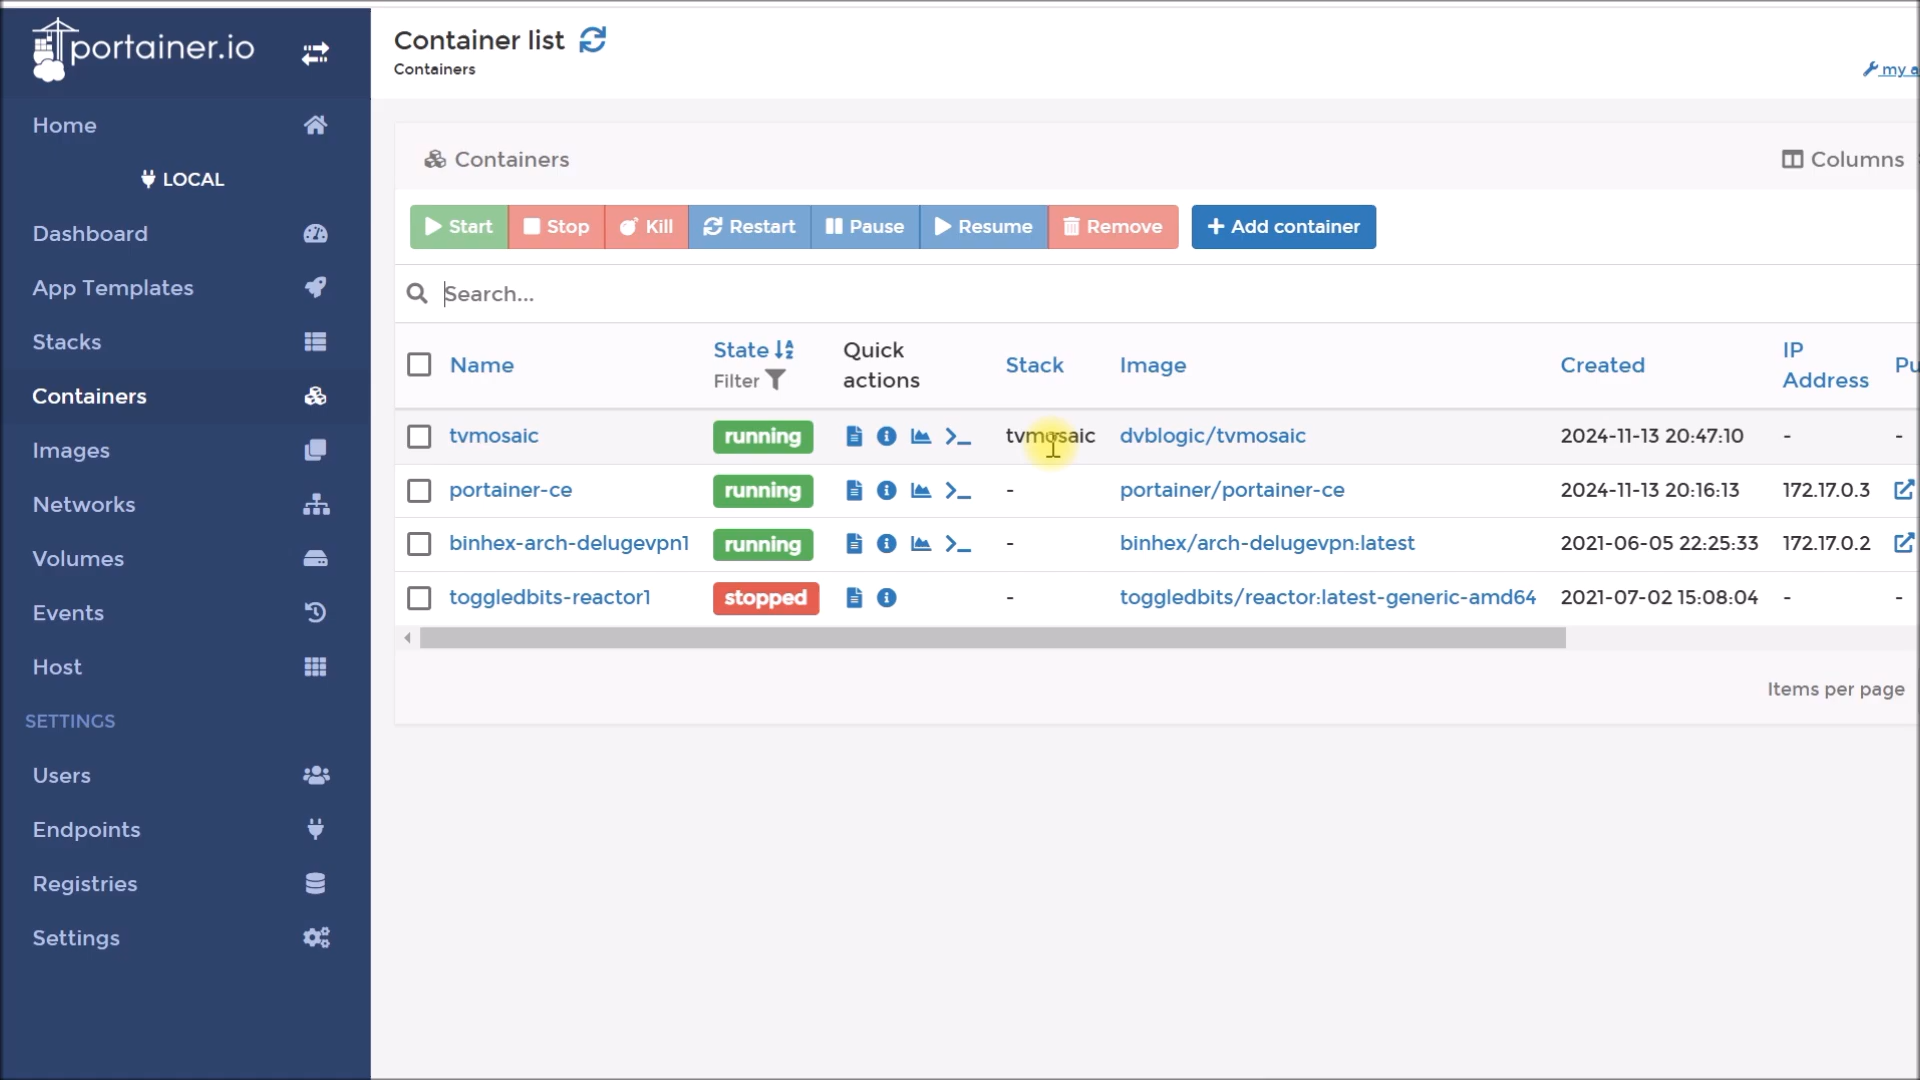 portainer.io
Container list
Containers
my a
Home
LOCAL
Dashboard
App Templates
Stacks
Containers
Images
Networks
Volumes
Events
Host
SETTINGS
Users
Endpoints
Registries
Settings
Containers
Columns
Start Stop Kill Restart Pause Resume Remove Add container
Search...
Name State Filter Quick actions Stack Image Created IP Address Pu
tvmosaic running tvmosaic dvblogic/tvmosaic 2024-11-13 20:47:10 - -
portainer-ce running - portainer/portainer-ce 2024-11-13 20:16:13 172.17.0.3
binhex-arch-delugevpn1 running - binhex/arch-delugevpn:latest 2021-06-05 22:25:33 172.17.0.2
toggledbits-reactor1 stopped - toggledbits/reactor:latest-generic-amd64 2021-07-02 15:08:04 - -
Items per page